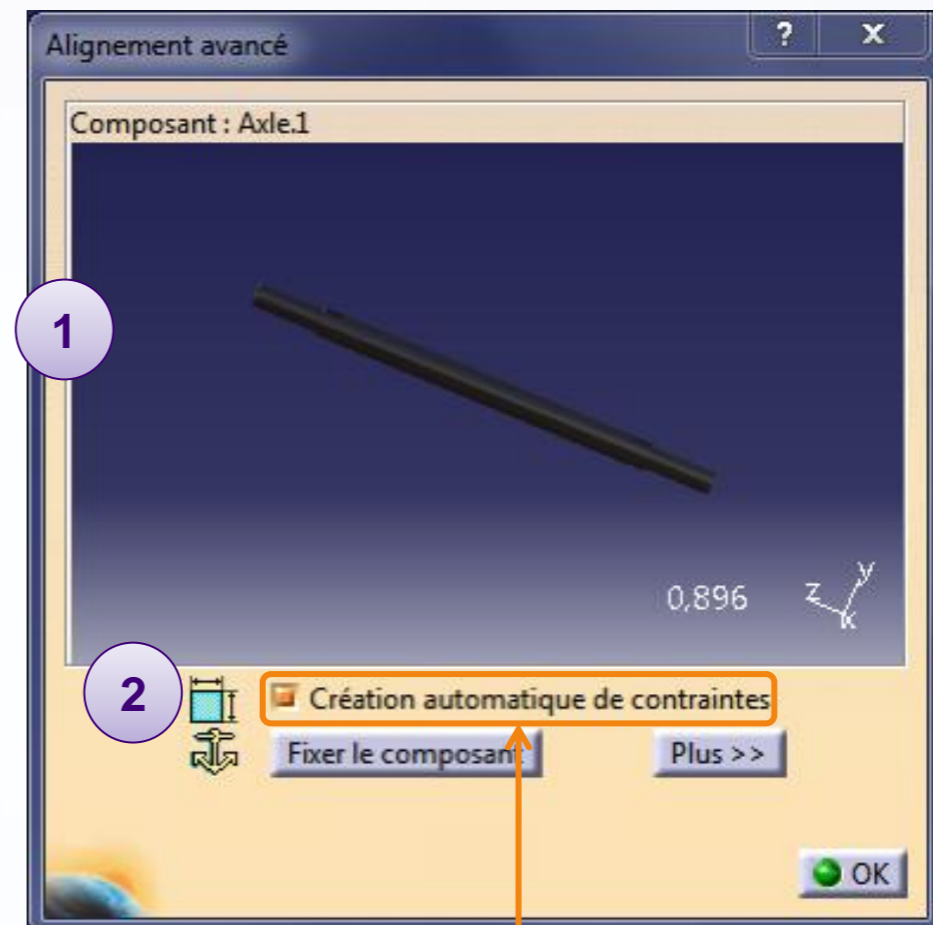 Alignement avancé
? x
Composant : Axle.1
1
0,896
z y
x
2
Création automatique de contraintes
Fixer le composant Plus >>
OK